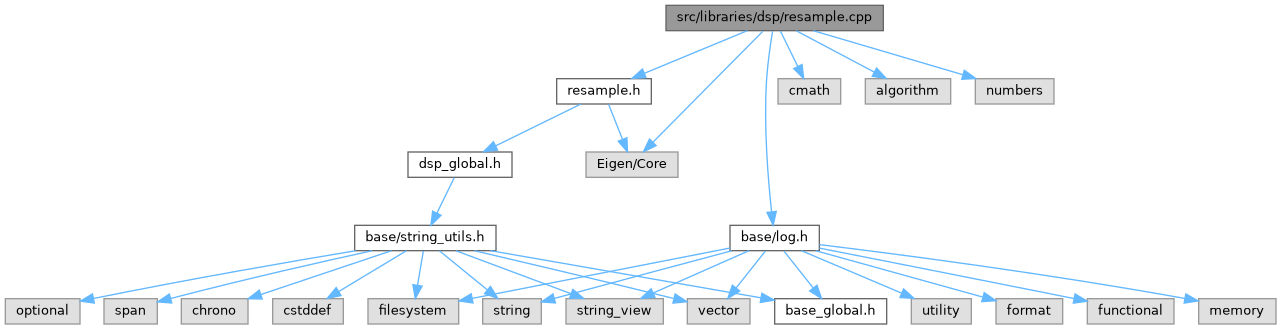 src/libraries/dsp/resample.cpp
resample.h
cmath
algorithm
numbers
dsp_global.h
Eigen/Core
base/string_utils.h
base/log.h
optional
span
chrono
cstddef
filesystem
string
string_view
vector
base_global.h
utility
format
functional
memory